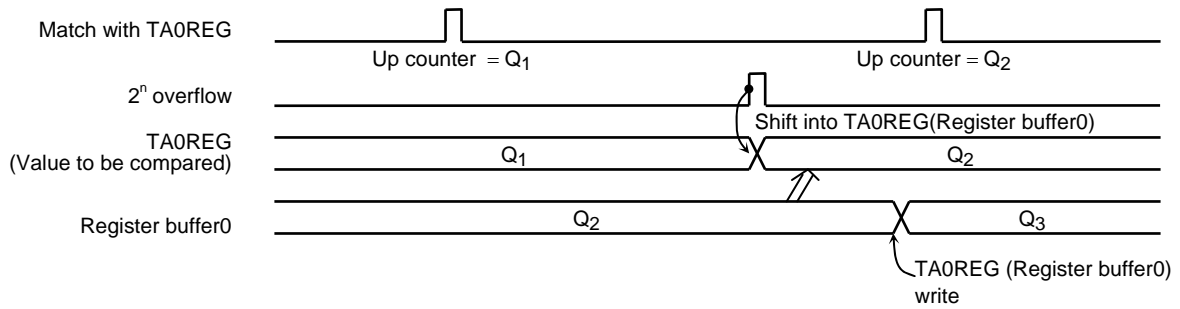 Match with TA0REG
Up counter = Q1
Up counter = Q2
2n overflow
Shift into TA0REG(Register buffer0)
TA0REG
(Value to be compared)
Q1
Q2
Register buffer0
Q2
Q3
TA0REG (Register buffer0)
write